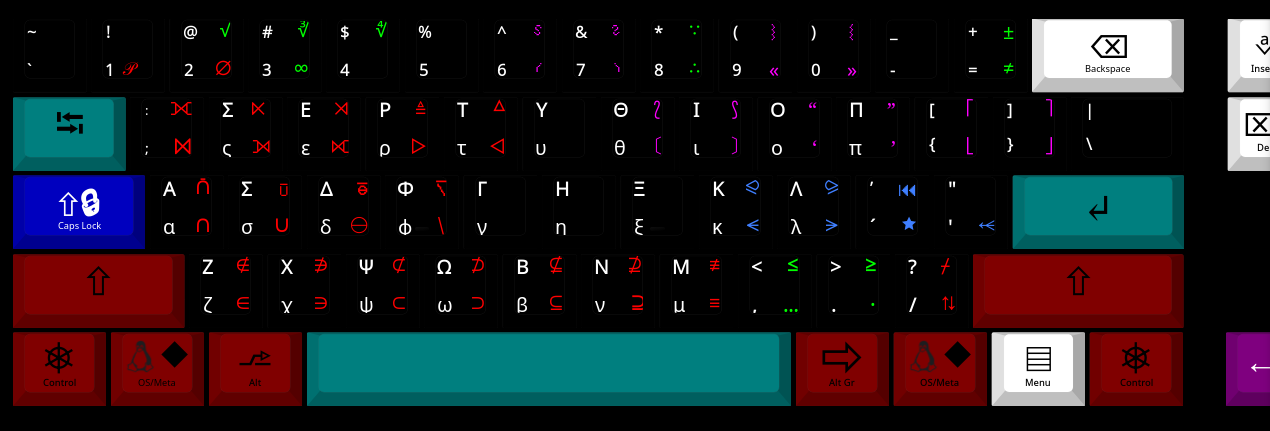 ~ ! @ √ # ∛ $ ∜ % ^ & * ∵ ( ) _ + ±
` 1 𝒫 2 ∅ 3 ∞ 4 5 6 7 8 ∴ 9 « 0 » - = ≠ Backspace Inse
: Σ Ε Ρ ≜ Τ △ Υ Θ Ι Ο “ Π ” [ ⌈ ] ⌉ |
; ⋈ ς ε ρ ▷ τ ◁ υ θ ι ο ‘ π ’ { ⌊ } ⌋ \ De
Α Σ Δ Φ Γ Η Ξ Κ Λ ΄ ⏮ "
Caps Lock α ∩ σ ∪ δ ⊖ ϕ \ ν η ξ κ ⋖ λ ⋗ ´ ★ '
Ζ ∉ Χ ∌ Ψ ⊄ Ω ⊅ Β ⊈ Ν ⊉ Μ ≢ < ≤ > ≥ ?
ζ ∈ χ ∋ ψ ⊂ ω ⊃ β ⊆ ν ⊇ μ ≡ , … . · / ⇅
Control OS/Meta Alt Alt Gr OS/Meta Menu Control